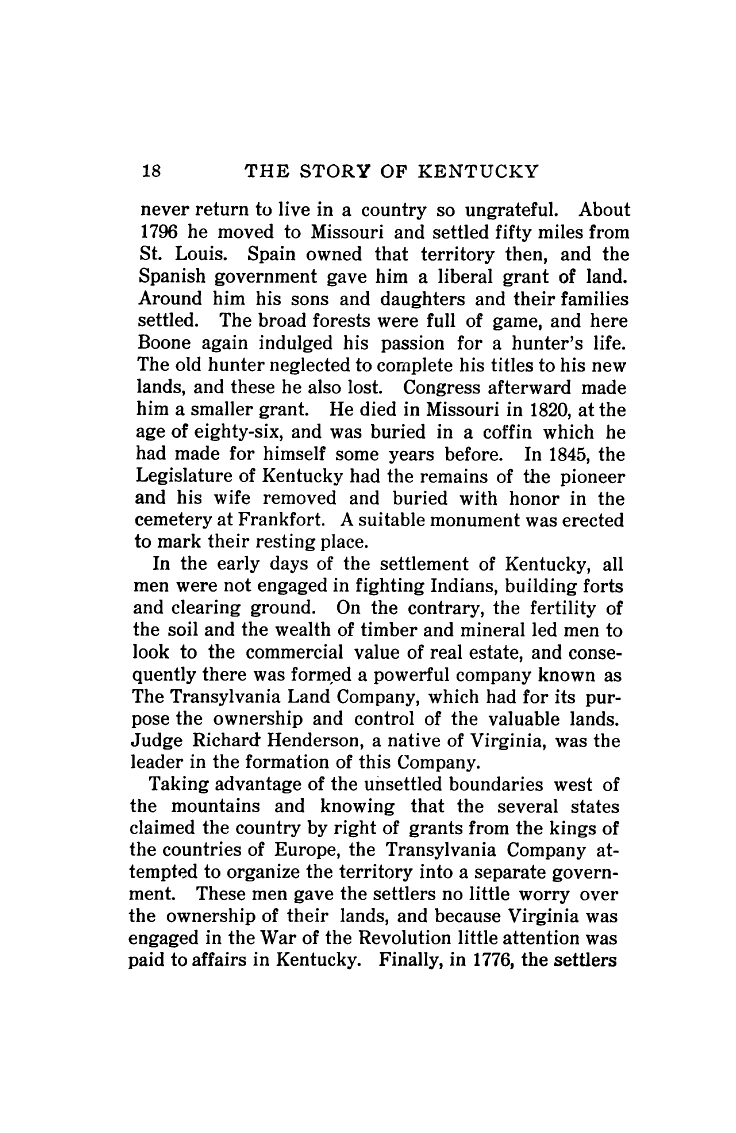 18 THE STORY OF KENTUCKY
never return to live in a country so ungrateful. About
1796 he moved to Missouri and settled fifty miles from
St. Louis. Spain owned that territory then, and the
Spanish government gave him a liberal grant of land.
Around him his sons and daughters and their families
settled. The broad forests were full of game, and here
Boone again indulged his passion for a hunter's life.
The old hunter neglected to complete his titles to his new
lands, and these he also lost. Congress afterward made
him a smaller grant. He died in Missouri in 1820, at the
age of eighty-six, and was buried in a coffin which he
had made for himself some years before. In 1845, the
Legislature of Kentucky had the remains of the pioneer
and his wife removed and buried with honor in the
cemetery at Frankfort. A suitable monument was erected
to mark their resting place.
In the early days of the settlement of Kentucky, all
men were not engaged in fighting Indians, building forts
and clearing ground. On the contrary, the fertility of
the soil and the wealth of timber and mineral led men to
look to the commercial value of real estate, and conse-
quently there was formed a powerful company known as
The Transylvania Land Company, which had for its pur-
pose the ownership and control of the valuable lands.
Judge Richard Henderson, a native of Virginia, was the
leader in the formation of this Company.
Taking advantage of the unsettled boundaries west of
the mountains and knowing that the several states
claimed the country by right of grants from the kings of
the countries of Europe, the Transylvania Company at-
tempted to organize the territory into a separate govern-
ment. These men gave the settlers no little worry over
the ownership of their lands, and because Virginia was
engaged in the War of the Revolution little attention was
paid to affairs in Kentucky. Finally, in 1776, the settlers